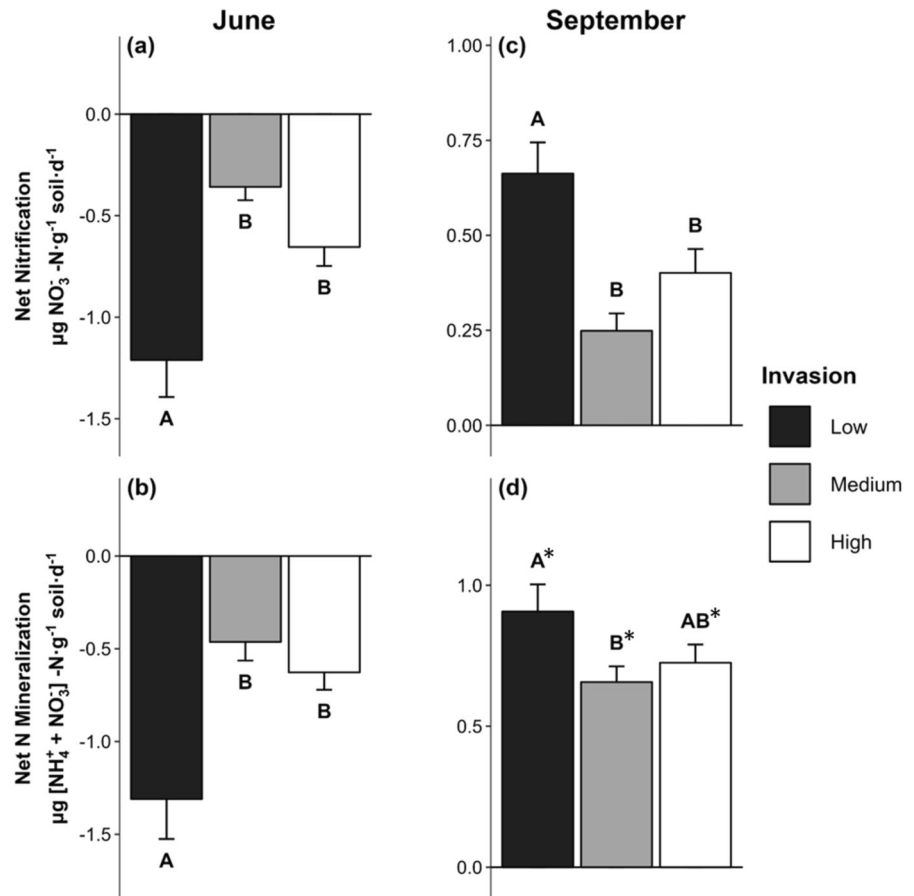 June
September
(a)
0.0
-0.5
-1.0
-1.5
Net Nitrification
µg NO₃⁻ -N·g⁻¹ soil·d⁻¹
A
B
B
(c)
1.00
0.75
0.50
0.25
0.00
A
B
B
(b)
0.0
-0.5
-1.0
-1.5
Net N Mineralization
µg [NH₄⁺ + NO₃⁻] -N·g⁻¹ soil·d⁻¹
A
B
B
(d)
1.0
0.5
0.0
A*
B*
AB*
Invasion
Low
Medium
High